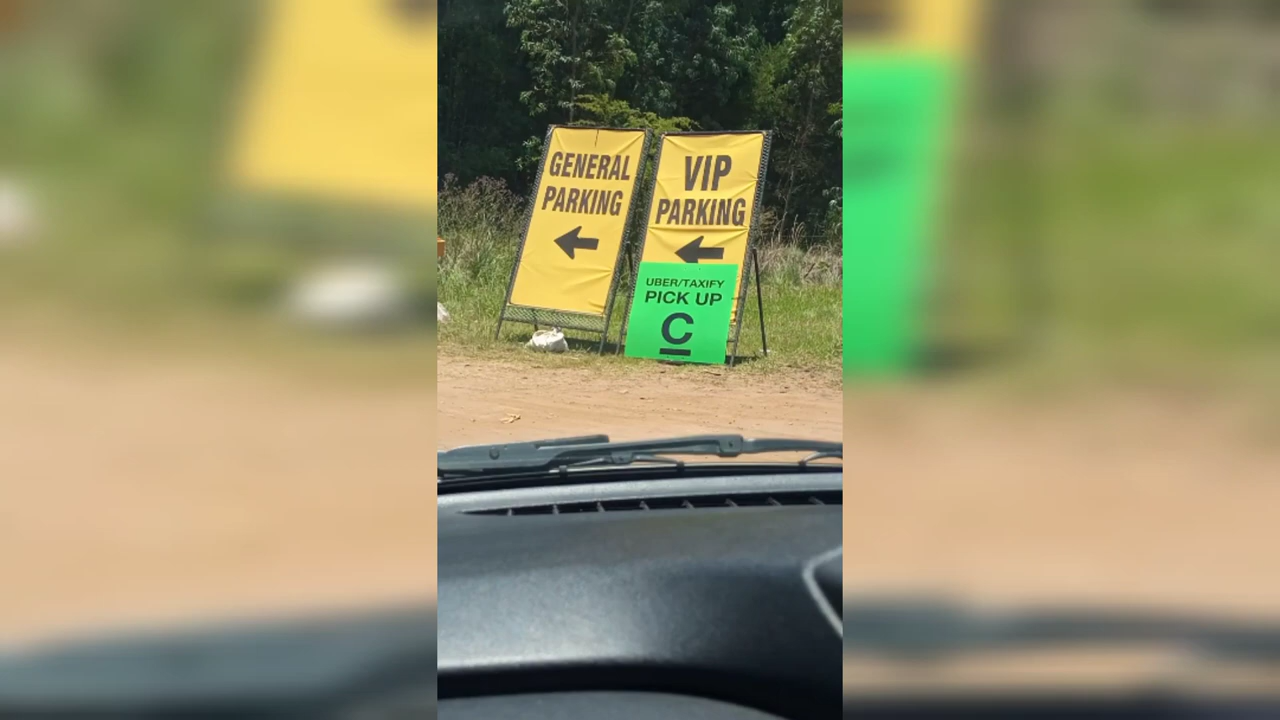 GENERAL
PARKING
VIP
PARKING
UBER/TAXIFY
PICK UP
C